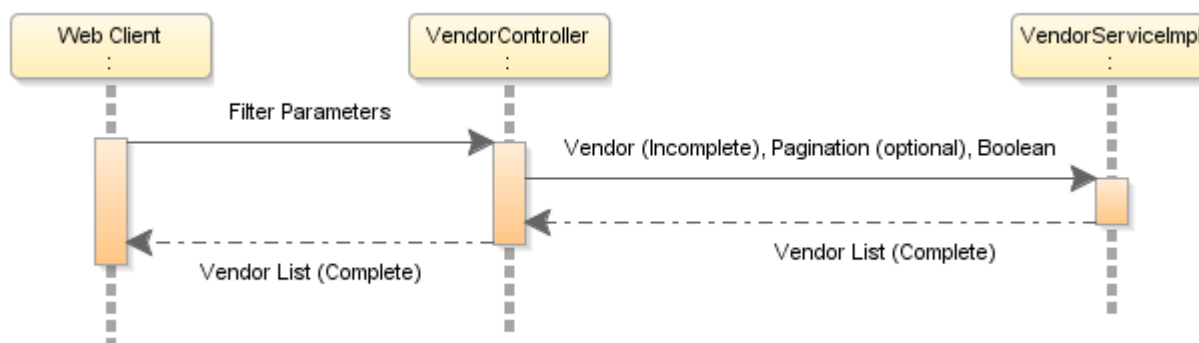 Web Client
:
VendorController
:
VendorServiceImpl
:
Filter Parameters
Vendor (Incomplete), Pagination (optional), Boolean
Vendor List (Complete)
Vendor List (Complete)